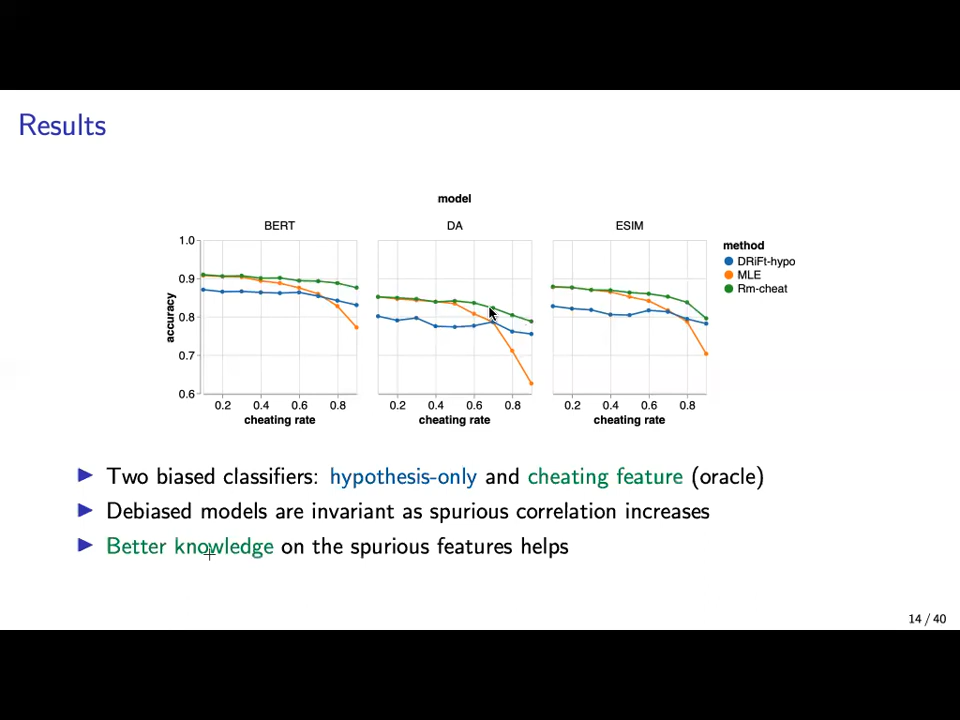 Results
model
BERT
DA
ESIM
1.0
0.9
0.8
0.7
0.6
accuracy
0.2 0.4 0.6 0.8
cheating rate
0.2 0.4 0.6 0.8
cheating rate
0.2 0.4 0.6 0.8
cheating rate
method
DRiFt-hypo
MLE
Rm-cheat
Two biased classifiers: hypothesis-only and cheating feature (oracle)
Debiased models are invariant as spurious correlation increases
Better knowledge on the spurious features helps
14 / 40